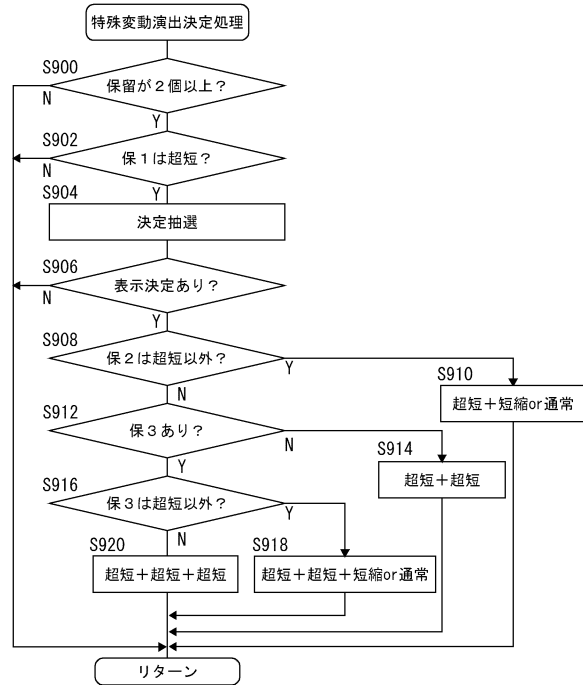 特殊変動演出決定処理
S900
保留が２個以上？
N
Y
S902
保１は超短？
N
Y
S904
決定抽選
S906
表示決定あり？
N
Y
S908
保２は超短以外？
Y
N
S910
超短＋短縮or通常
S912
保３あり？
N
Y
S914
超短＋超短
S916
保３は超短以外？
Y
N
S920
超短＋超短＋超短
S918
超短＋超短＋短縮or通常
リターン